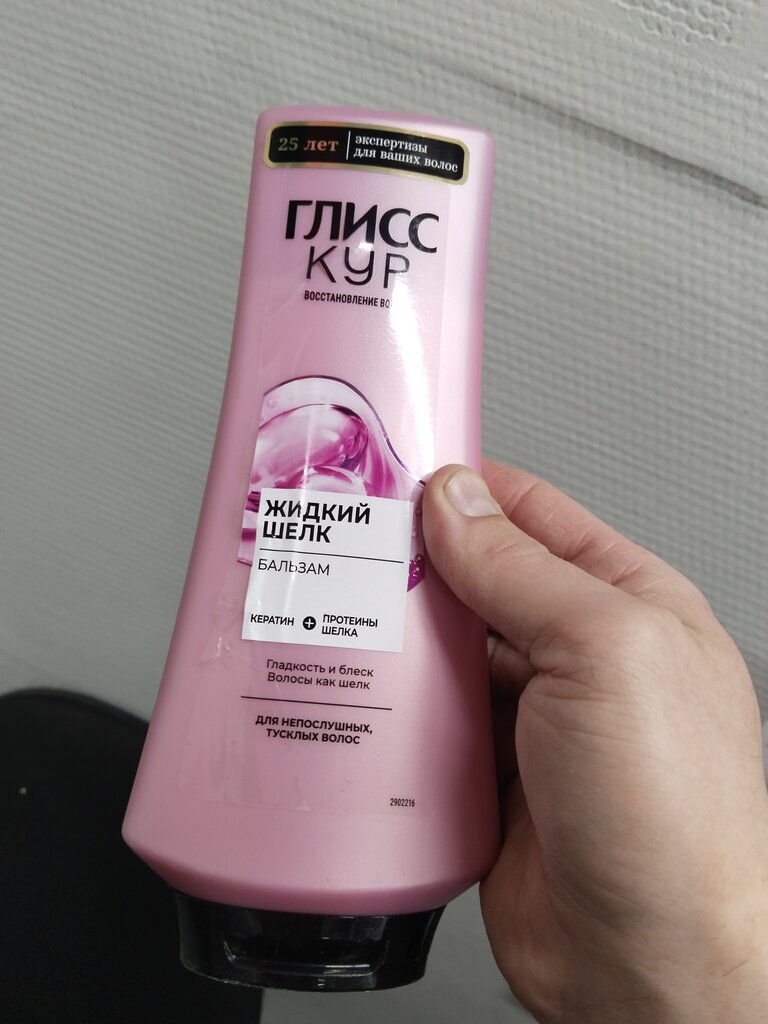 25 лет
экспертизы
для ваших волос
ГЛИСС
КУР
ВОССТАНОВЛЕНИЕ
ЖИДКИЙ
ШЕЛК
БАЛЬЗАМ
КЕРАТИН + ПРОТЕИНЫ
ШЕЛКА
Гладкость и блеск
Волосы как шелк
ДЛЯ НЕПОСЛУШНЫХ,
ТУСКЛЫХ ВОЛОС
2902216